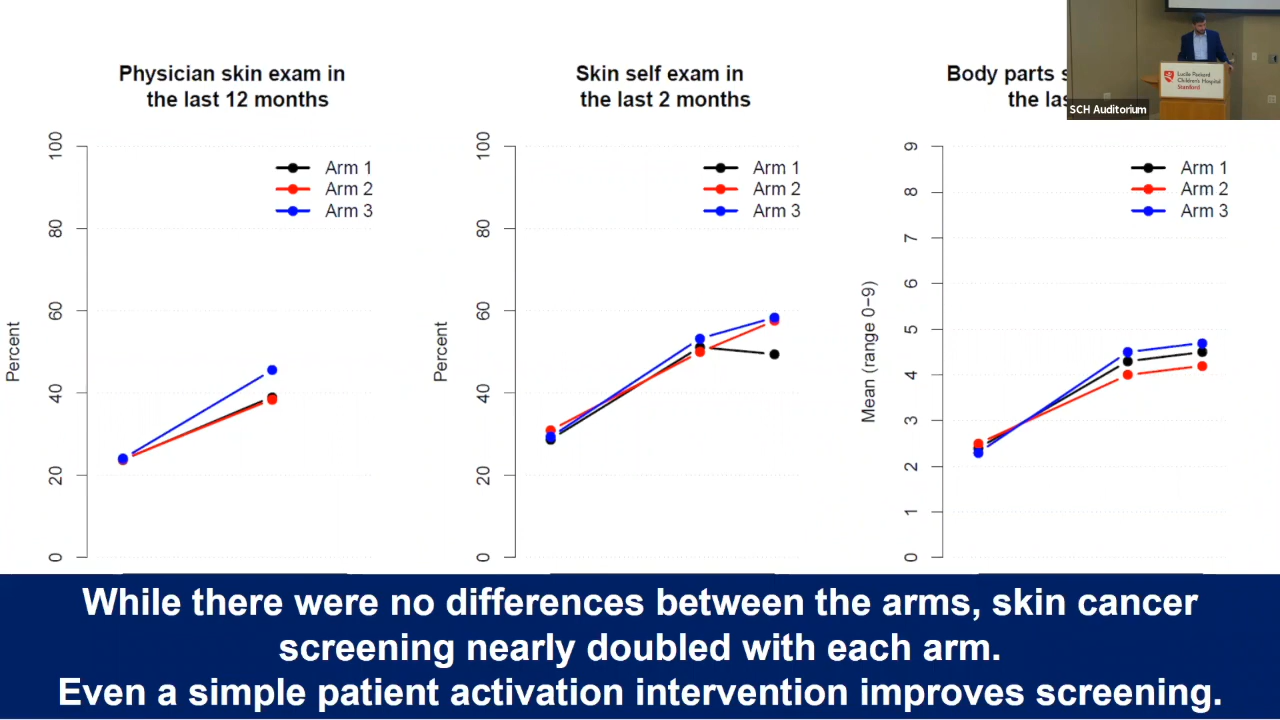 Physician skin exam in
the last 12 months
Percent
100
80
60
40
20
0
Arm 1
Arm 2
Arm 3
Skin self exam in
the last 2 months
Percent
100
80
60
40
20
0
Arm 1
Arm 2
Arm 3
Body parts
the
Mean (range 0−9)
9
8
7
6
5
4
3
2
1
0
Arm 1
Arm 2
Arm 3
Lucile Packard
Children's Hospital
Stanford
SCH Auditorium
While there were no differences between the arms, skin cancer
screening nearly doubled with each arm.
Even a simple patient activation intervention improves screening.